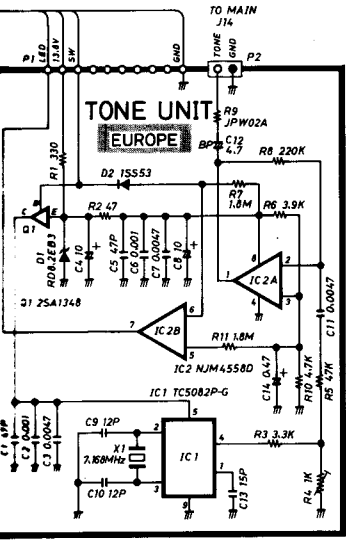 TO MAIN
J14
P1
LED
13.8V
SW
GND
TONE
GND
P2
TONE UNIT
EUROPE
R9
JPW02A
BP
C12
4.7
R8 220K
R1 330
D2 1SS53
R7
1.8M
B
C
E
Q1
R2 47
R6 3.9K
D1
RD8.2EB3
C4 10
+
C5 47P
C6 0.001
C7 0.0047
C8 10
+
8
2
1
IC2A
3
4
C11 0.0047
Q1 2SA1348
7
IC2B
6
5
R11 1.8M
IC2 NJM4558D
C14 0.47
+
R10 4.7K
R5 47K
IC1 TC5082P-G
C1 47P
C2 0.001
C3 0.0047
C9 12P
2
5
X1
7.168MHz
IC1
4
R3 3.3K
1
C10 12P
3
9
C13 15P
R4 1K